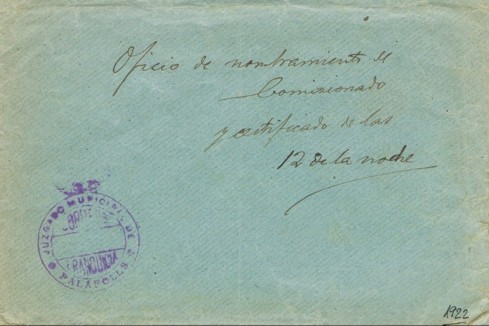 Oficio de nombramiento de
Comisionado
y certificado de las
12 de la noche
JUZGADO MUNICIPAL DE
FRANQUICIA
PALAFOLLS
1922